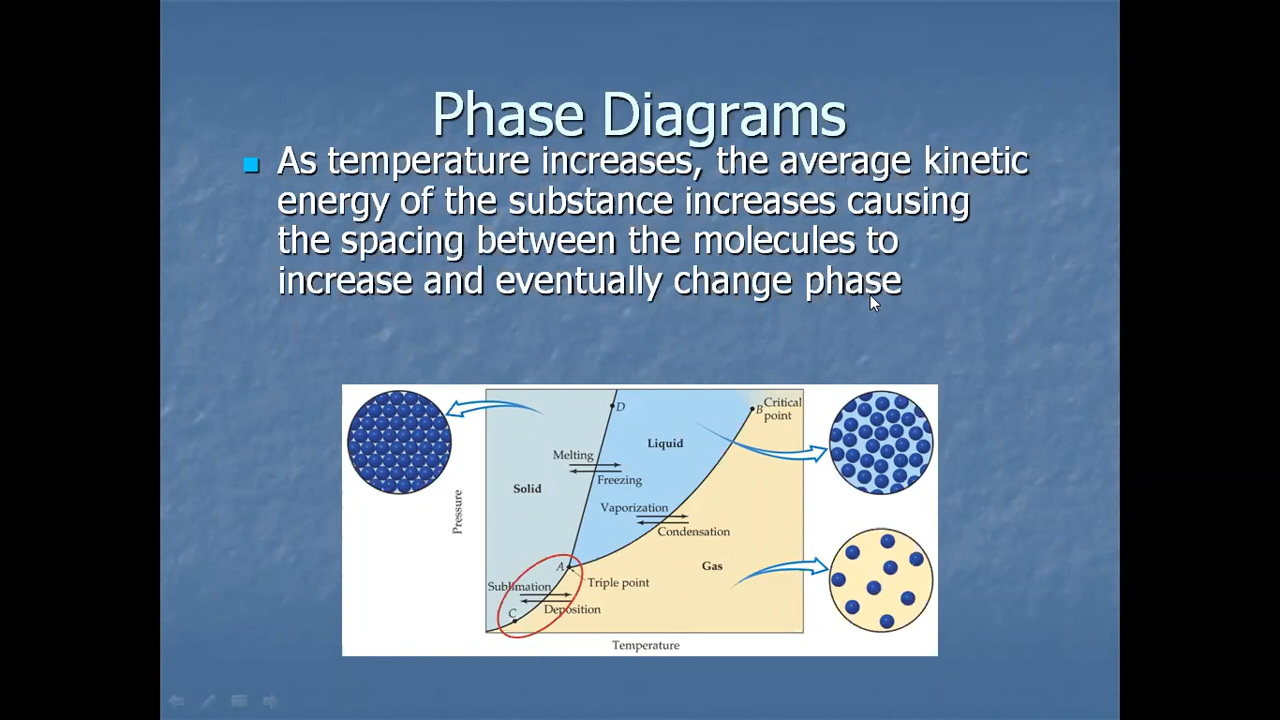 Phase Diagrams
As temperature increases, the average kinetic
energy of the substance increases causing
the spacing between the molecules to
increase and eventually change phase
D
B
Critical
point
Liquid
Melting
Freezing
Solid
Vaporization
Condensation
Pressure
A
Gas
Triple point
Sublimation
Deposition
C
Temperature